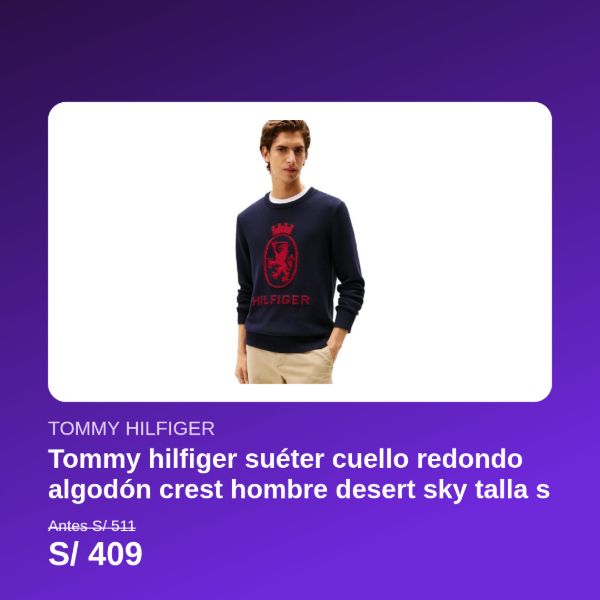 HILFIGER
TOMMY HILFIGER
Tommy hilfiger suéter cuello redondo
algodón crest hombre desert sky talla s
Antes S/ 511
S/ 409